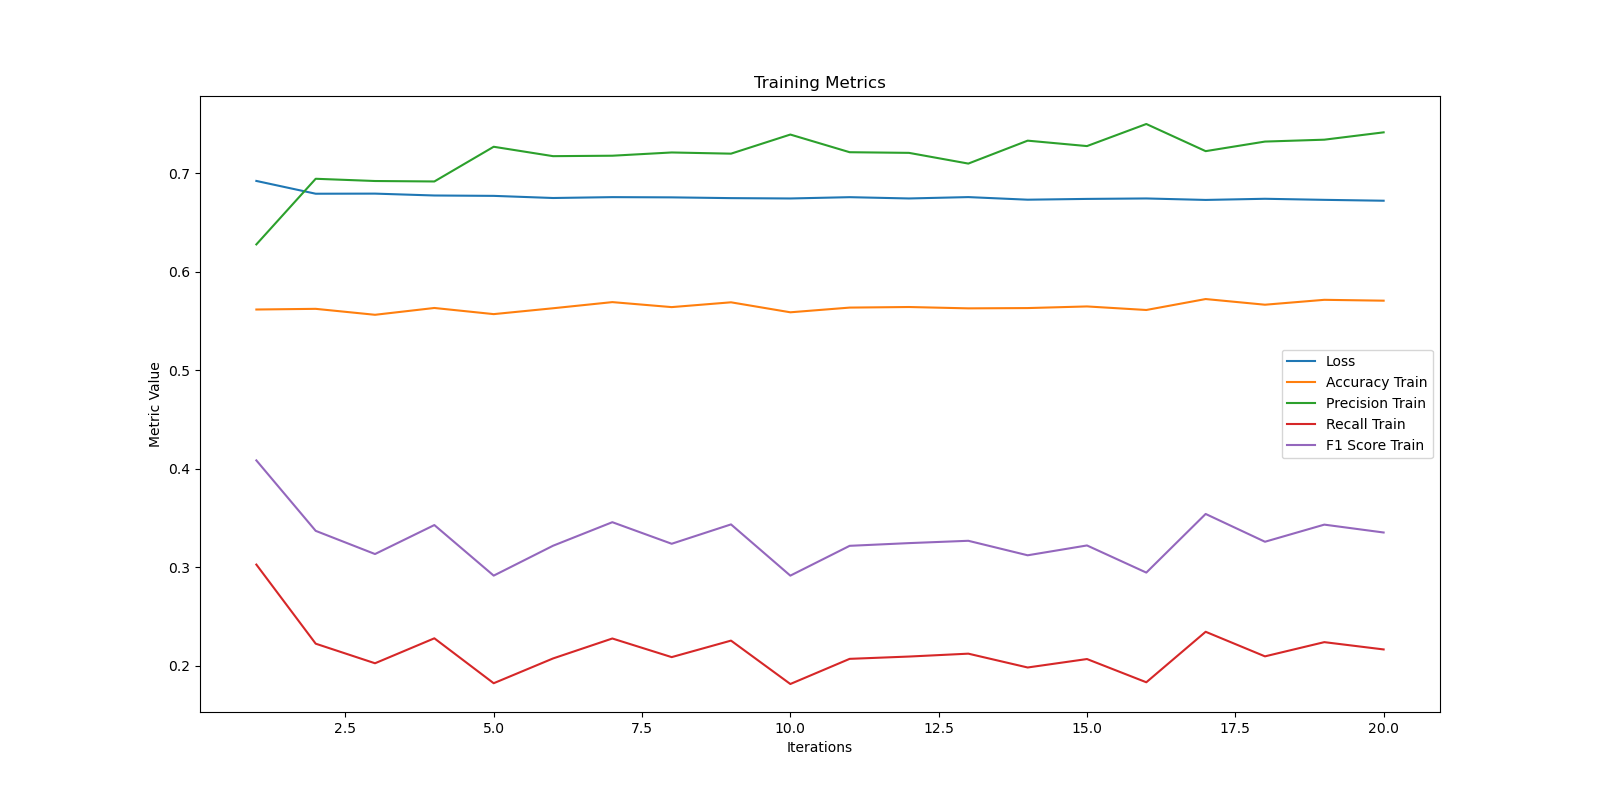 Training Metrics
Metric Value
0.7
0.6
0.5
0.4
0.3
0.2
Loss
Accuracy Train
Precision Train
Recall Train
F1 Score Train
2.5 5.0 7.5 10.0 12.5 15.0 17.5 20.0
Iterations